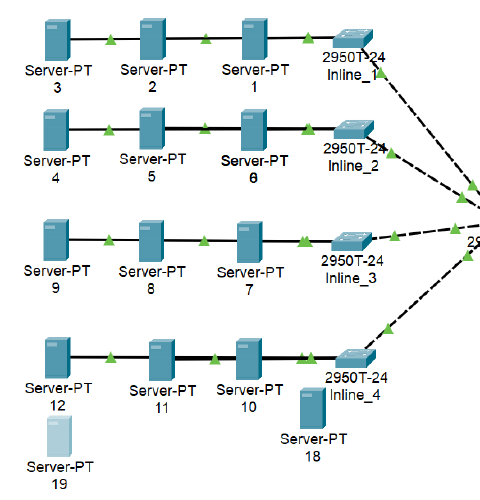 Server-PT
3
Server-PT
2
Server-PT
1
2950T-24
Inline_1
Server-PT
4
Server-PT
5
Server-PT
6
2950T-24
Inline_2
Server-PT
9
Server-PT
8
Server-PT
7
2950T-24
Inline_3
29
Server-PT
12
Server-PT
11
Server-PT
10
2950T-24
Inline_4
Server-PT
18
Server-PT
19